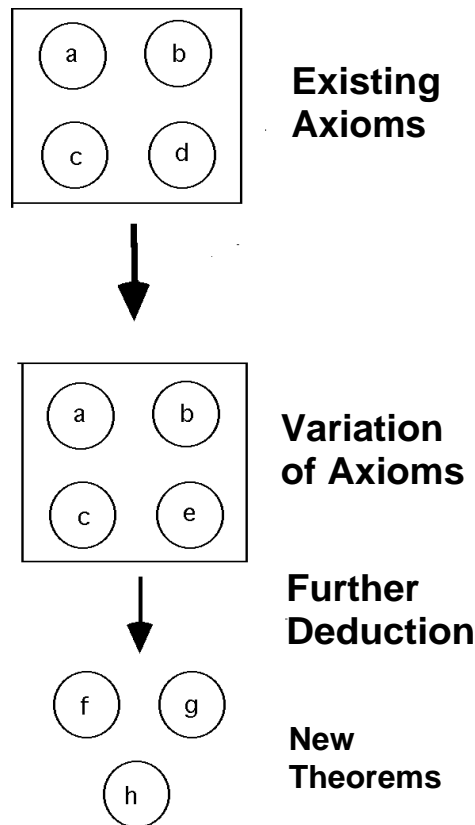 a b
Existing
Axioms
c d
a b
Variation
of Axioms
c e
Further
Deduction
f g
New
Theorems
h